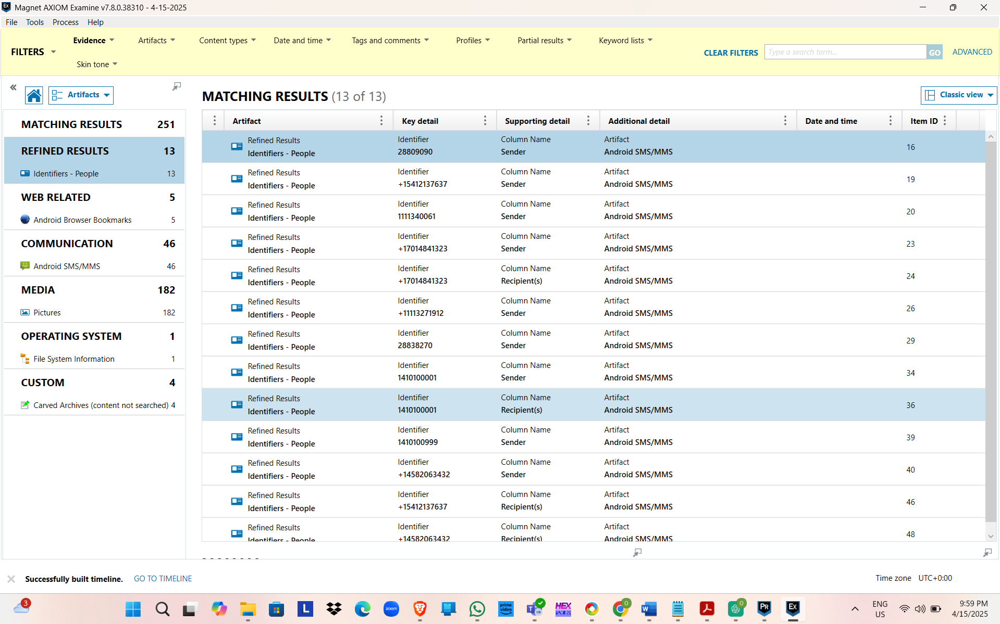 Magnet AXIOM Examine v7.8.0.38310 - 4-15-2025
File Tools Process Help
FILTERS
Evidence Artifacts Content types Date and time Tags and comments Profiles Partial results Keyword lists
Skin tone
CLEAR FILTERS Type a search term... GO ADVANCED
Artifacts
MATCHING RESULTS 251
REFINED RESULTS 13
Identifiers - People 13
WEB RELATED 5
Android Browser Bookmarks 5
COMMUNICATION 46
Android SMS/MMS 46
MEDIA 182
Pictures 182
OPERATING SYSTEM 1
File System Information 1
CUSTOM 4
Carved Archives (content not searched) 4
MATCHING RESULTS (13 of 13)
Classic view
Artifact Key detail Supporting detail Additional detail Date and time Item ID
Refined Results Identifier Column Name Artifact
Identifiers - People 28809090 Sender Android SMS/MMS 16
Refined Results Identifier Column Name Artifact
Identifiers - People +15412137637 Sender Android SMS/MMS 19
Refined Results Identifier Column Name Artifact
Identifiers - People 1111340061 Sender Android SMS/MMS 20
Refined Results Identifier Column Name Artifact
Identifiers - People +17014841323 Sender Android SMS/MMS 23
Refined Results Identifier Column Name Artifact
Identifiers - People +17014841323 Recipient(s) Android SMS/MMS 24
Refined Results Identifier Column Name Artifact
Identifiers - People +11113271912 Sender Android SMS/MMS 26
Refined Results Identifier Column Name Artifact
Identifiers - People 28838270 Sender Android SMS/MMS 29
Refined Results Identifier Column Name Artifact
Identifiers - People 1410100001 Sender Android SMS/MMS 34
Refined Results Identifier Column Name Artifact
Identifiers - People 1410100001 Recipient(s) Android SMS/MMS 36
Refined Results Identifier Column Name Artifact
Identifiers - People 1410100999 Sender Android SMS/MMS 39
Refined Results Identifier Column Name Artifact
Identifiers - People +14582063432 Sender Android SMS/MMS 40
Refined Results Identifier Column Name Artifact
Identifiers - People +15412137637 Recipient(s) Android SMS/MMS 46
Refined Results Identifier Column Name Artifact
Identifiers - People +14582063432 Recipient(s) Android SMS/MMS 48
Successfully built timeline. GO TO TIMELINE
Time zone UTC+0:00
3
L
zoom
prime video
HEX
W
0
0
PR
EX
ENG
US
9:59 PM
4/15/2025